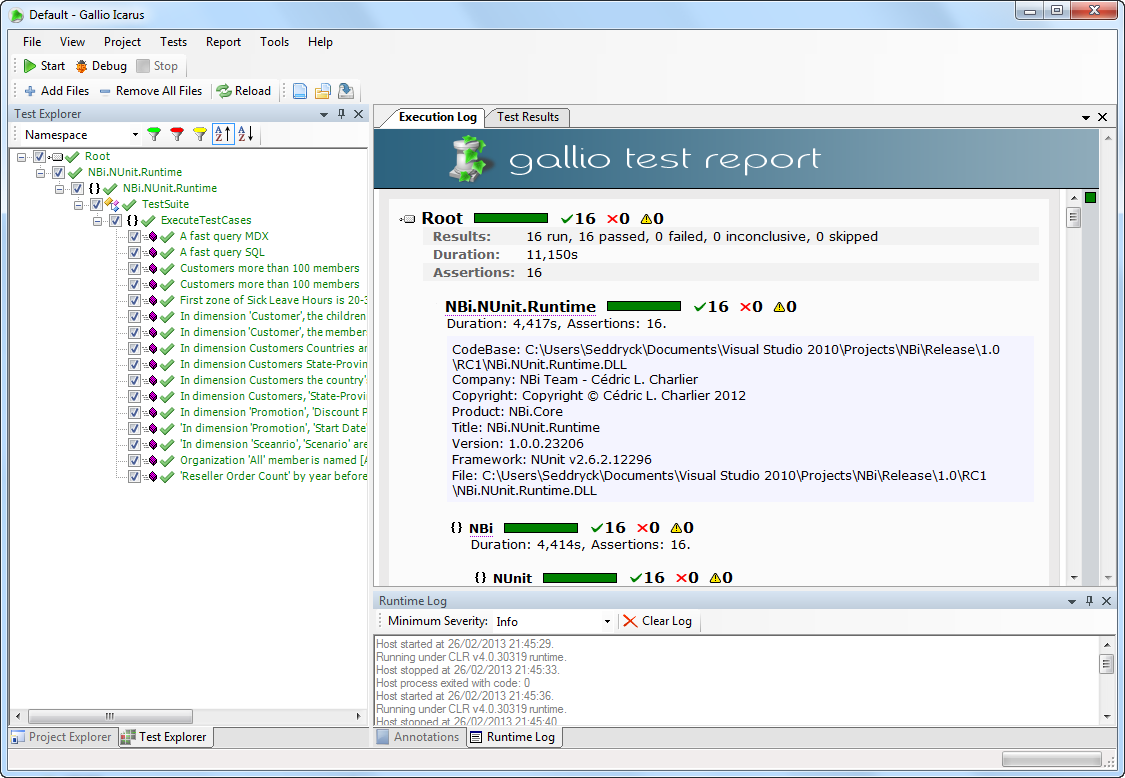 Default - Gallio Icarus
File View Project Tests Report Tools Help
Start Debug Stop
Add Files Remove All Files Reload
Test Explorer
Namespace
Root
NBi.NUnit.Runtime
NBi.NUnit.Runtime
TestSuite
ExecuteTestCases
A fast query MDX
A fast query SQL
Customers more than 100 members
Customers more than 100 members
First zone of Sick Leave Hours is 20-3
In dimension 'Customer', the children
In dimension 'Customer', the member
In dimension Customers Countries ar
In dimension Customers State-Provin
In dimension Customers the country'
In dimension Customers, 'State-Provi
In dimension 'Promotion', 'Discount P
'In dimension 'Promotion', 'Start Date
'In dimension 'Sceanrio', 'Scenario' are
Organization 'All' member is named [A
'Reseller Order Count' by year before
Project Explorer Test Explorer
Execution Log Test Results
gallio test report
Root 16 0 0
Results: 16 run, 16 passed, 0 failed, 0 inconclusive, 0 skipped
Duration: 11,150s
Assertions: 16
NBi.NUnit.Runtime 16 0 0
Duration: 4,417s, Assertions: 16.
CodeBase: C:\Users\Seddryck\Documents\Visual Studio 2010\Projects\NBi\Release\1.0
\RC1\NBi.NUnit.Runtime.DLL
Company: NBi Team - Cédric L. Charlier
Copyright: Copyright © Cédric L. Charlier 2012
Product: NBi.Core
Title: NBi.NUnit.Runtime
Version: 1.0.0.23206
Framework: NUnit v2.6.2.12296
File: C:\Users\Seddryck\Documents\Visual Studio 2010\Projects\NBi\Release\1.0\RC1
\NBi.NUnit.Runtime.DLL
NBi 16 0 0
Duration: 4,414s, Assertions: 16.
NUnit 16 0 0
Runtime Log
Minimum Severity: Info Clear Log
Host started at 26/02/2013 21:45:29.
Running under CLR v4.0.30319 runtime.
Host stopped at 26/02/2013 21:45:33.
Host process exited with code: 0
Host started at 26/02/2013 21:45:36.
Running under CLR v4.0.30319 runtime.
Host stopped at 26/02/2013 21:45:40
Annotations Runtime Log